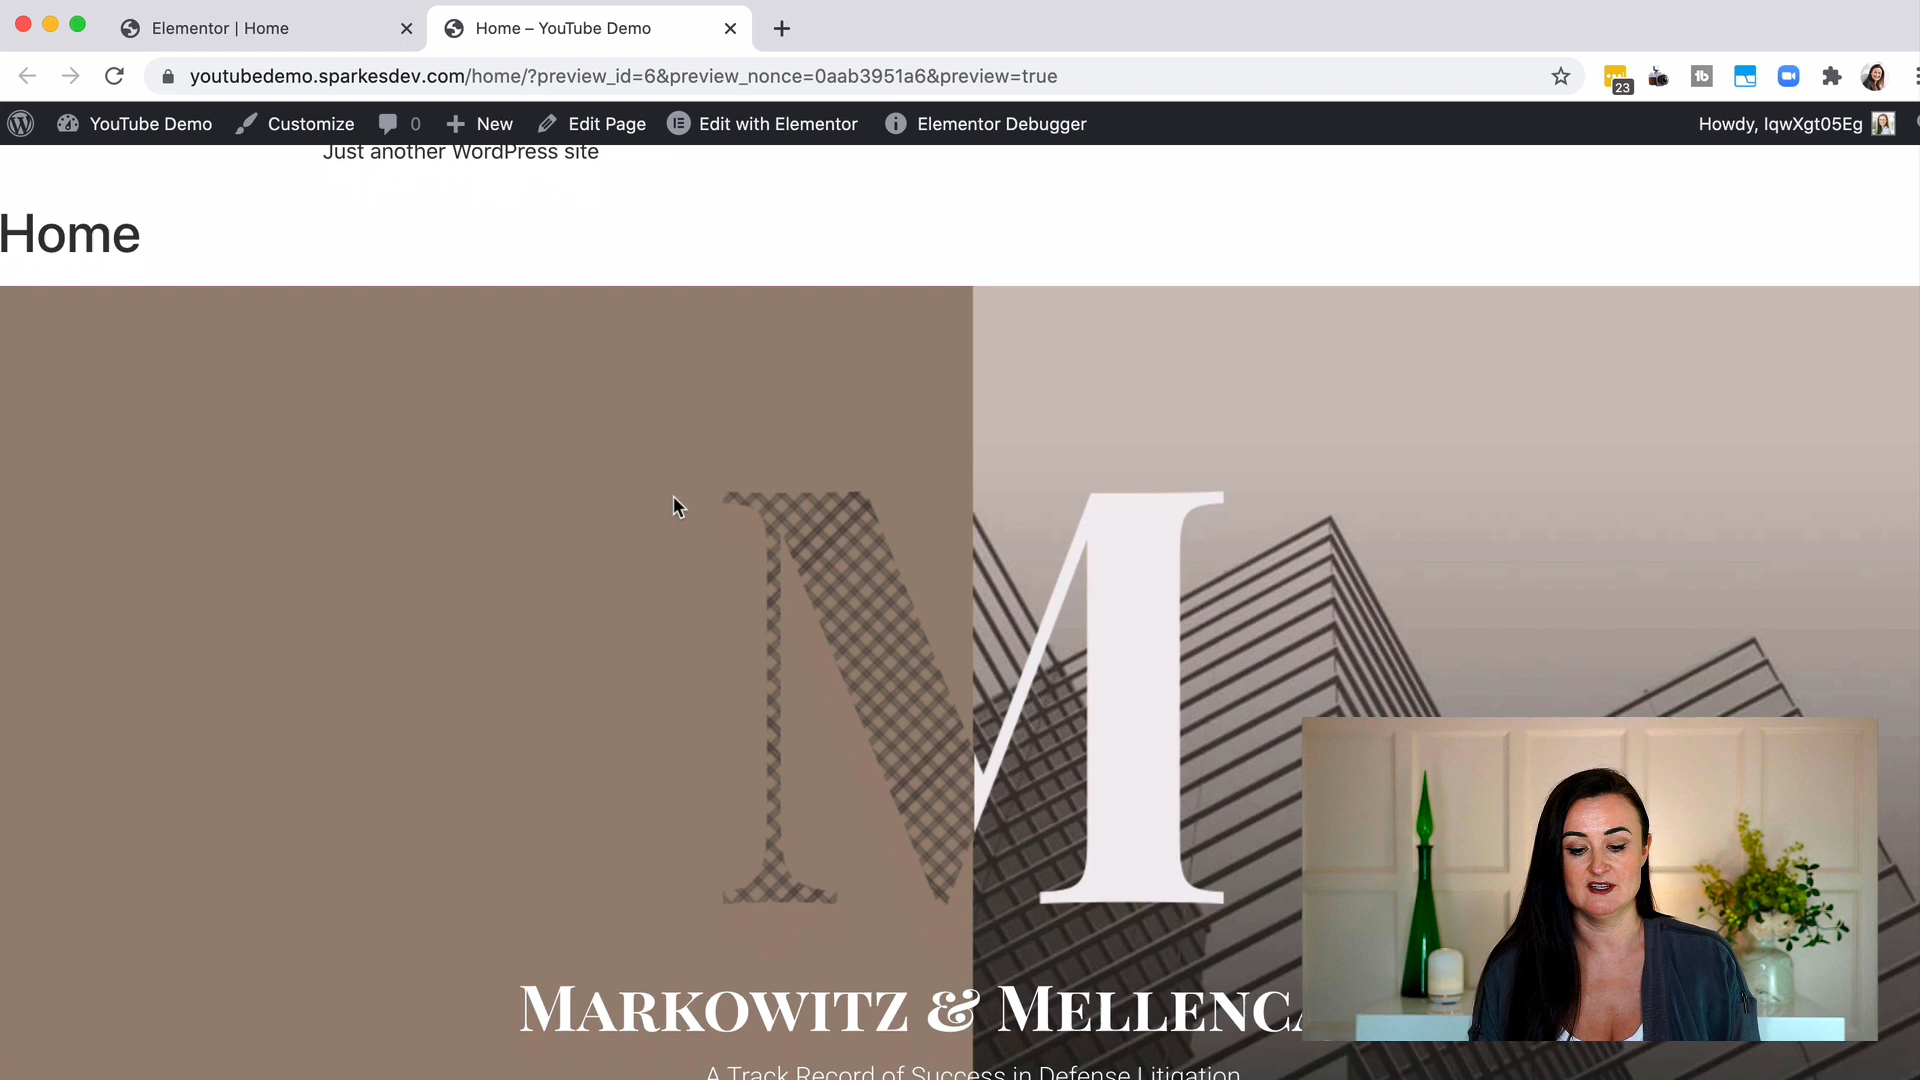 Elementor | Home
Home – YouTube Demo
youtubedemo.sparkesdev.com/home/?preview_id=6&preview_nonce=0aab3951a6&preview=true
23
tb
YouTube Demo
Customize
0
New
Edit Page
Edit with Elementor
Elementor Debugger
Howdy, IqwXgt05Eg
Just another WordPress site
Home
M
MARKOWITZ & MELLENCA
A Track Record of Success in Defense Litigation